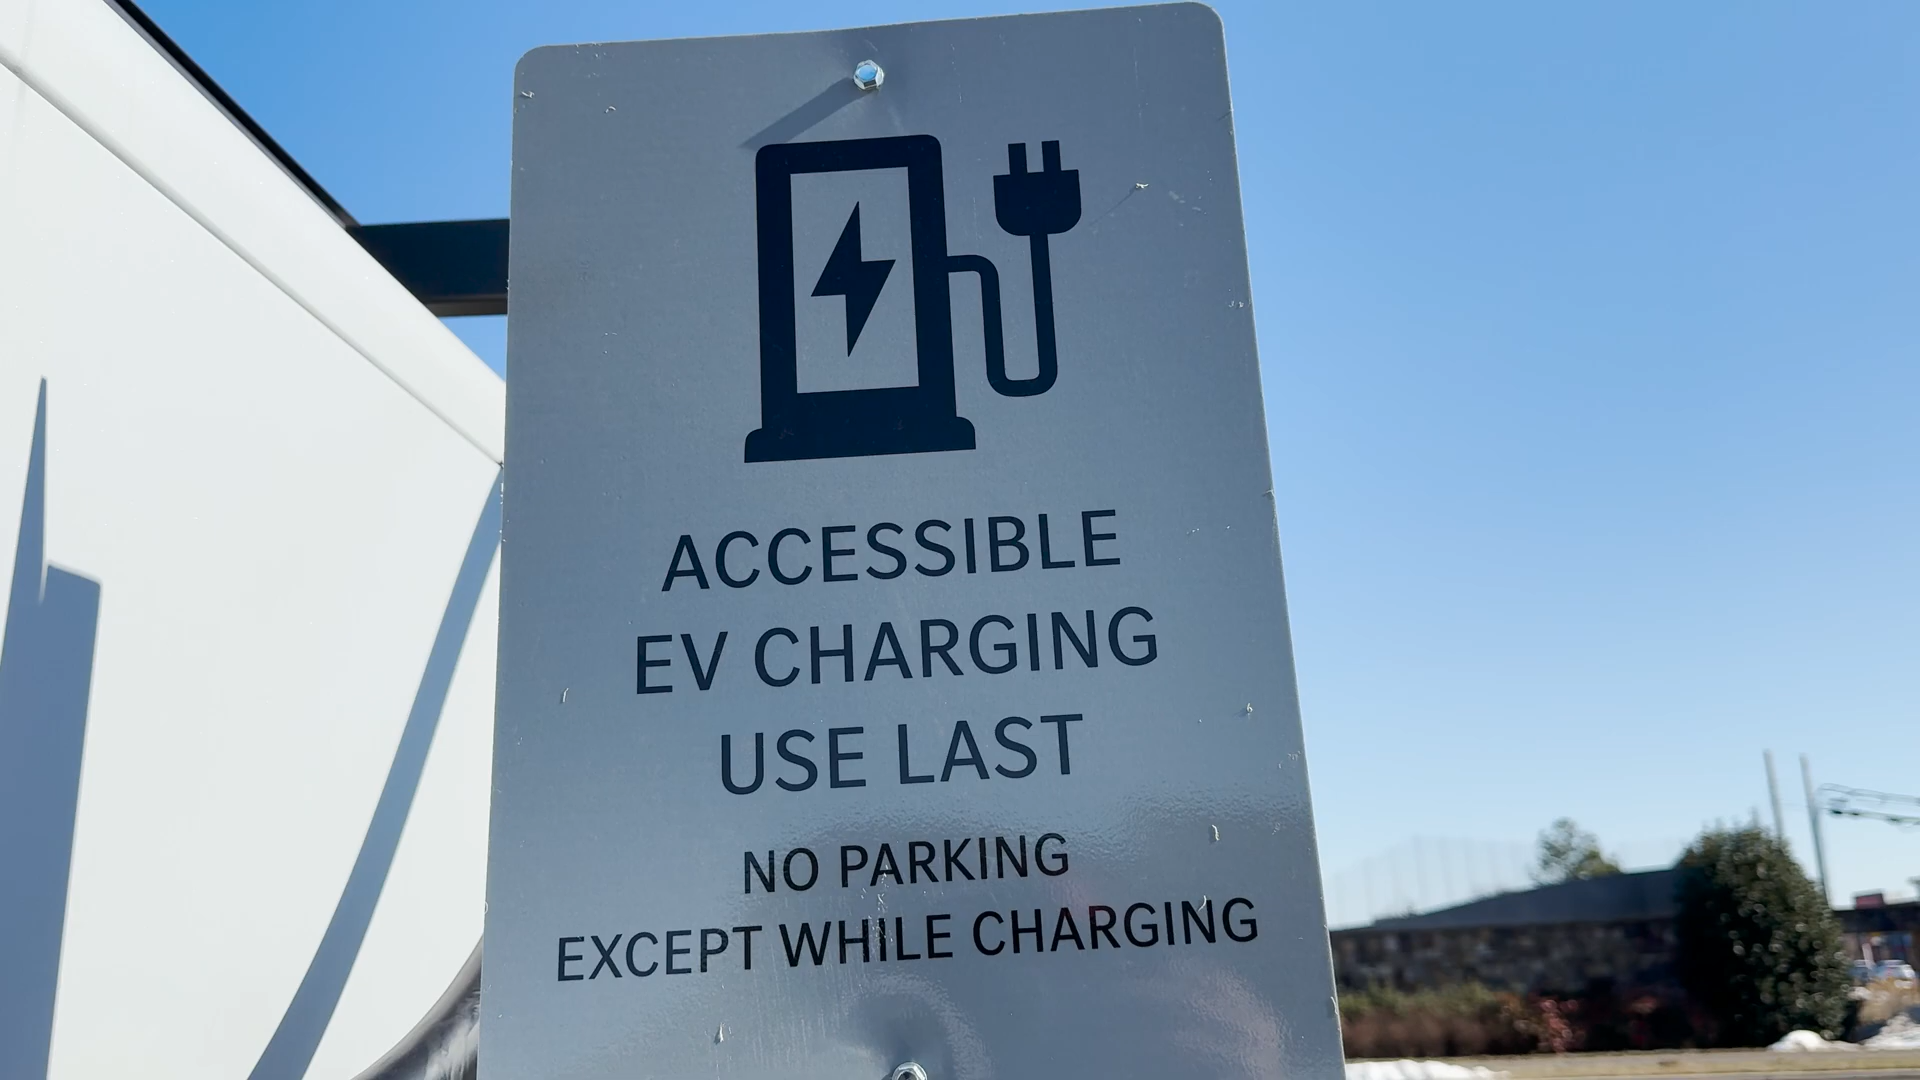 ACCESSIBLE
EV CHARGING
USE LAST
NO PARKING
EXCEPT WHILE CHARGING